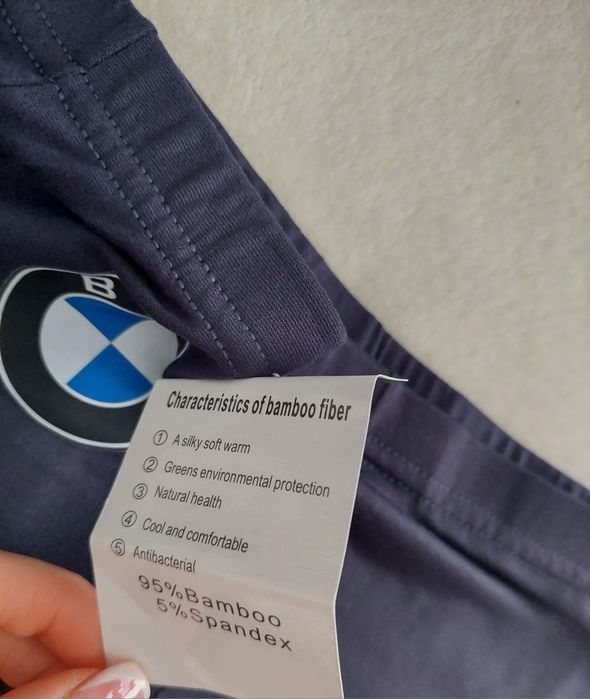 B
Characteristics of bamboo fiber
① A silky soft warm
② Greens environmental protection
③ Natural health
④ Cool and comfortable
⑤ Antibacterial
95%Bamboo
5%Spandex